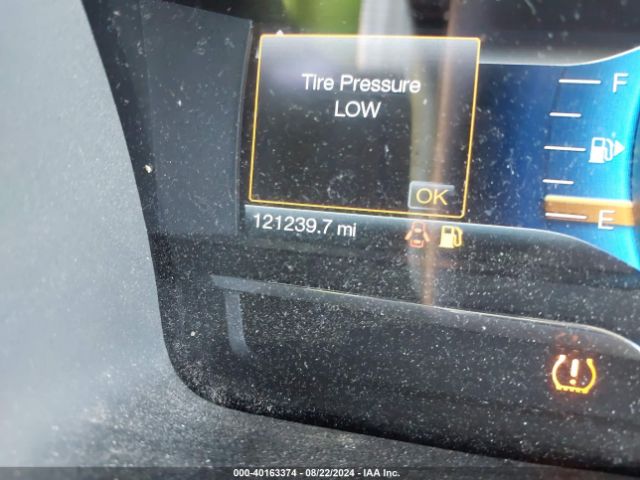 Tire Pressure
LOW
OK
121239.7 mi
F
E
000-40163374 - 08/22/2024 - IAA Inc.